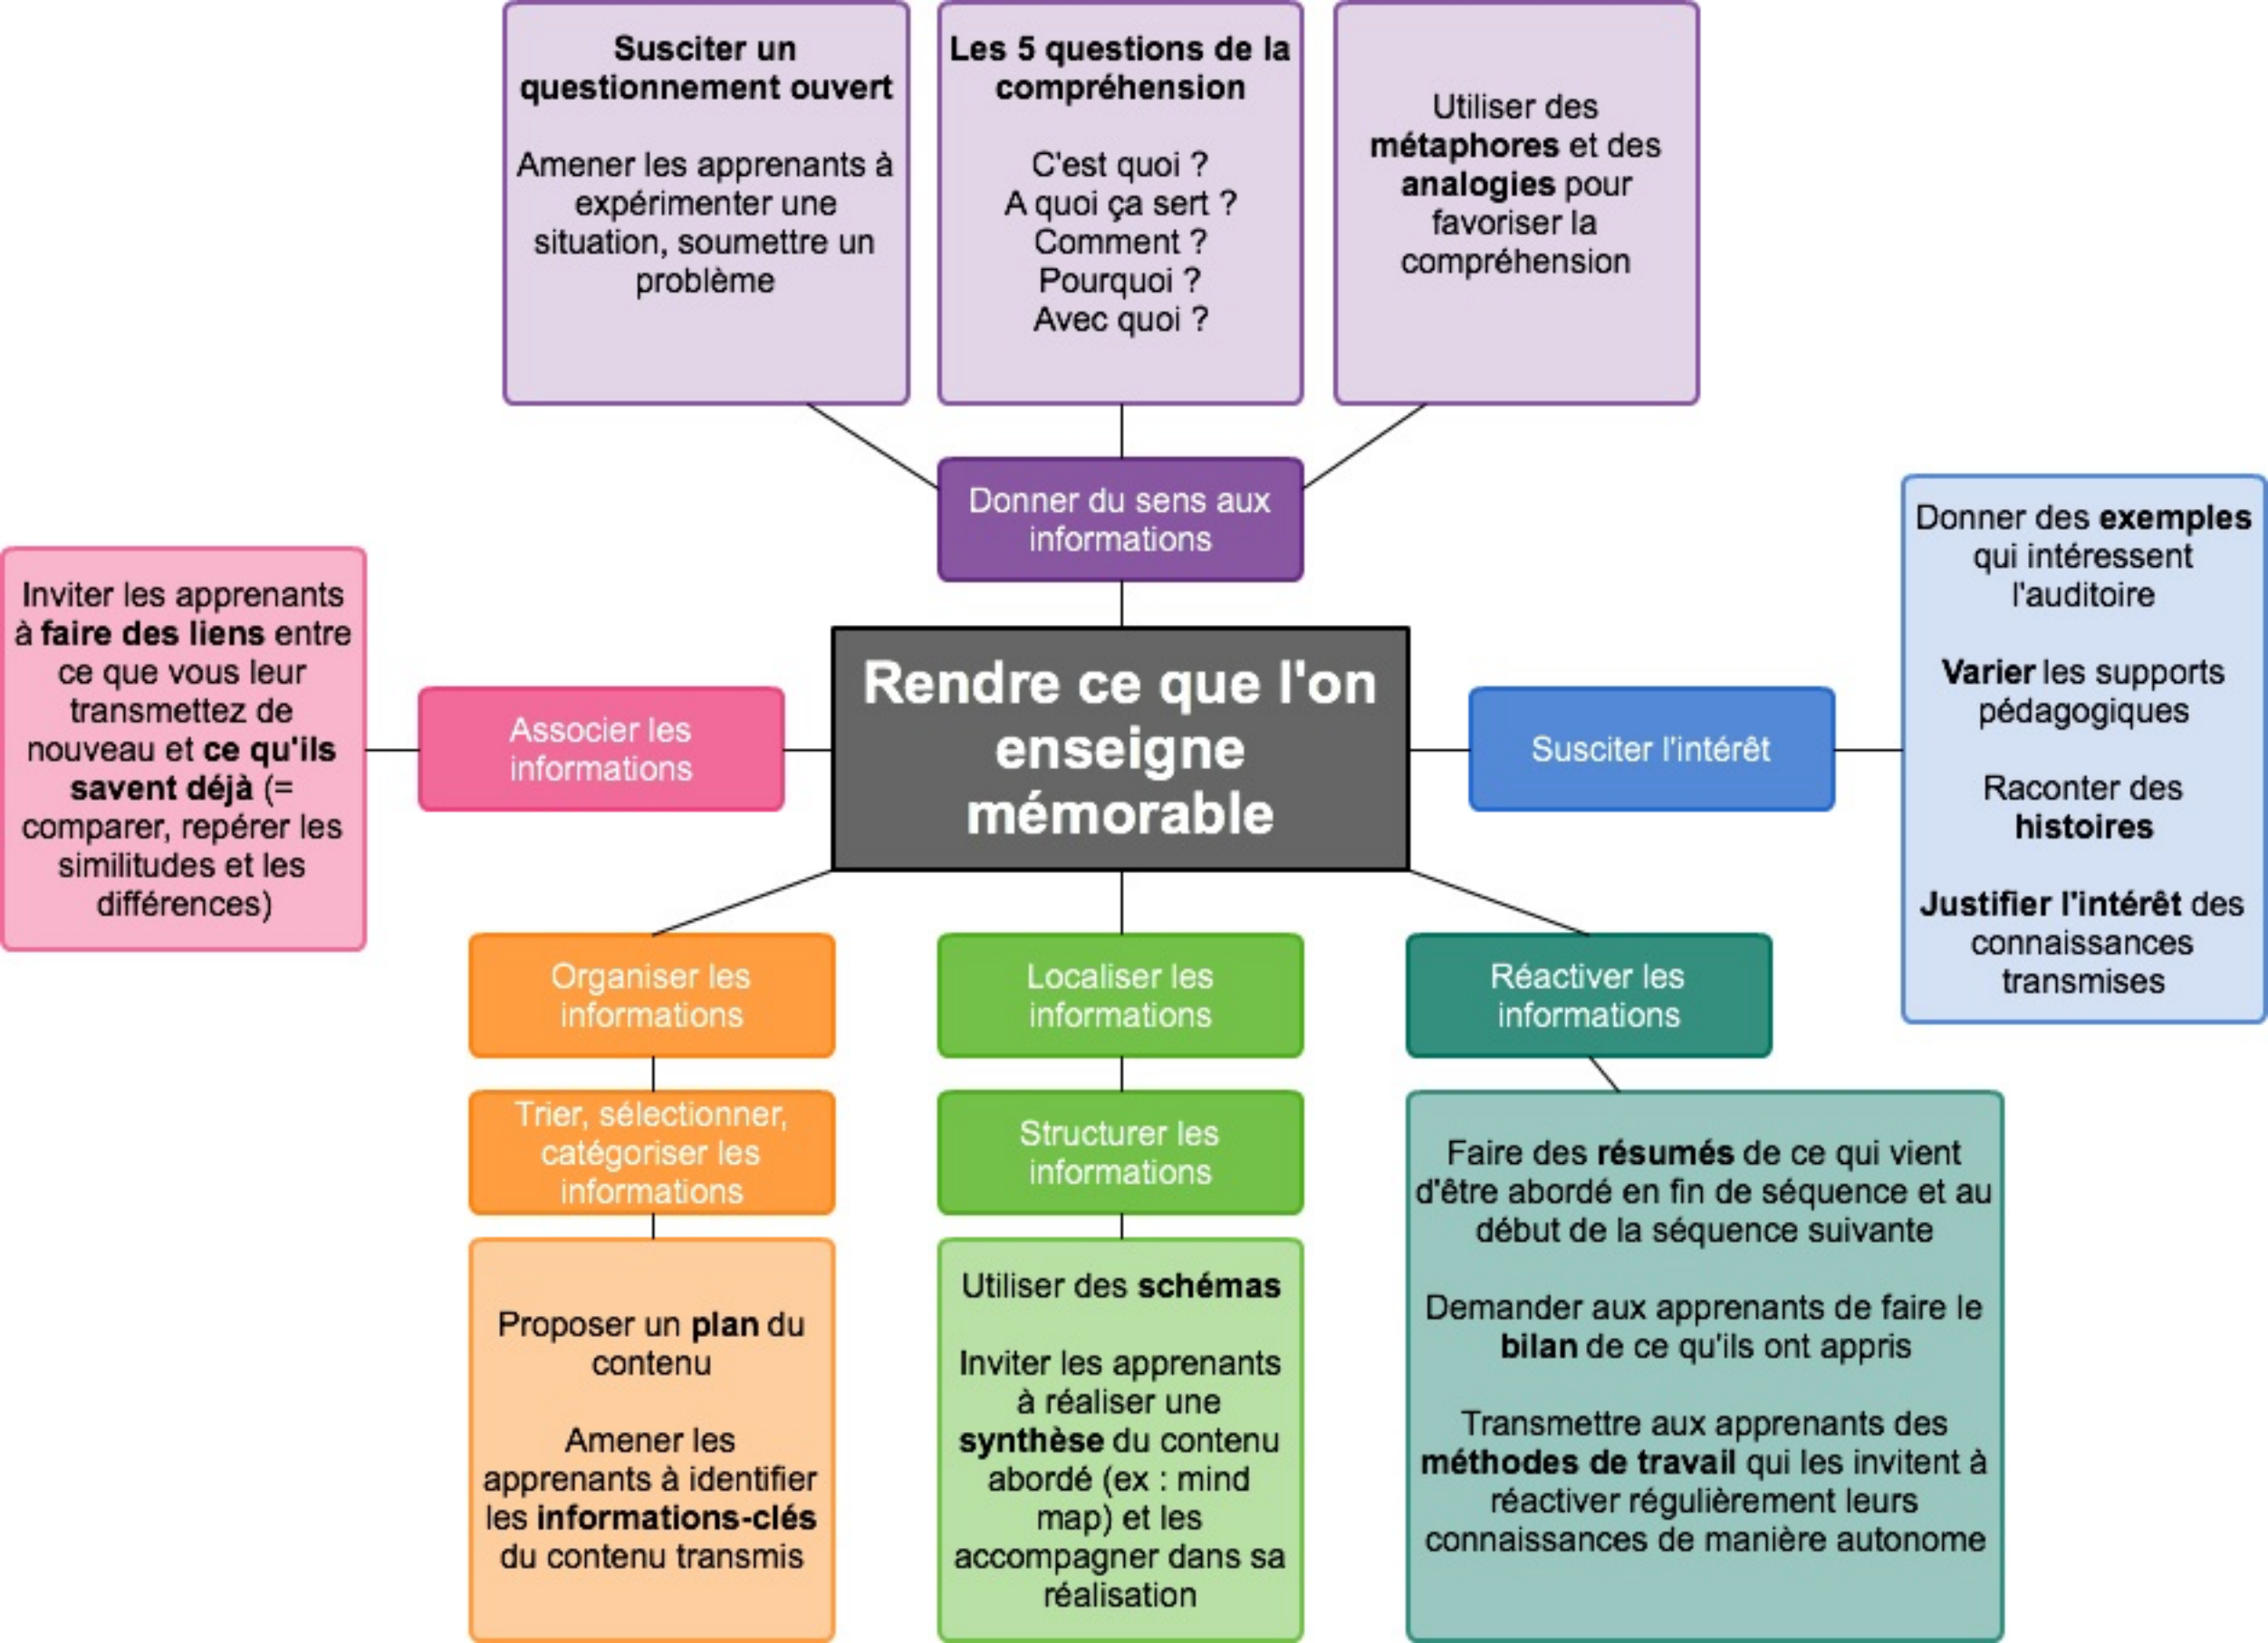 Susciter un
questionnement ouvert
Amener les apprenants à
expérimenter une
situation, soumettre un
problème
Les 5 questions de la
compréhension
C'est quoi ?
A quoi ça sert ?
Comment ?
Pourquoi ?
Avec quoi ?
Utiliser des
métaphores et des
analogies pour
favoriser la
compréhension
Donner du sens aux
informations
Inviter les apprenants
à faire des liens entre
ce que vous leur
transmettez de
nouveau et ce qu'ils
savent déjà (=
comparer, repérer les
similitudes et les
différences)
Associer les
informations
Rendre ce que l'on
enseigne
mémorable
Susciter l'intérêt
Donner des exemples
qui intéressent
l'auditoire
Varier les supports
pédagogiques
Raconter des
histoires
Justifier l'intérêt des
connaissances
transmises
Organiser les
informations
Trier, sélectionner,
catégoriser les
informations
Proposer un plan du
contenu
Amener les
apprenants à identifier
les informations-clés
du contenu transmis
Localiser les
informations
Structurer les
informations
Utiliser des schémas
Inviter les apprenants
à réaliser une
synthèse du contenu
abordé (ex : mind
map) et les
accompagner dans sa
réalisation
Réactiver les
informations
Faire des résumés de ce qui vient
d'être abordé en fin de séquence et au
début de la séquence suivante
Demander aux apprenants de faire le
bilan de ce qu'ils ont appris
Transmettre aux apprenants des
méthodes de travail qui les invitent à
réactiver régulièrement leurs
connaissances de manière autonome